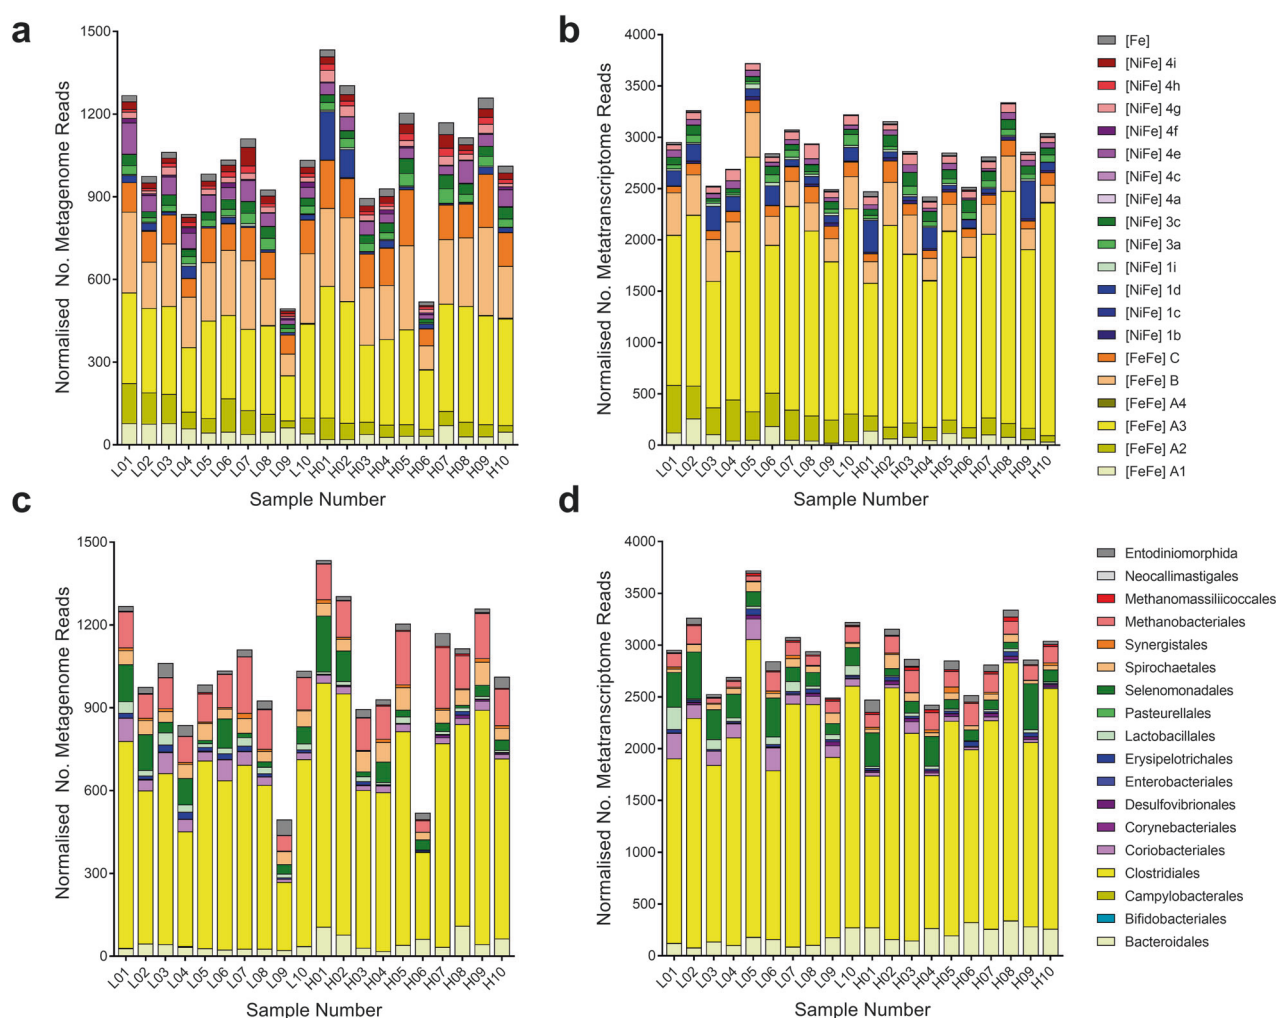 a
1500
1200
900
600
300
0
Normalised No. Metagenome Reads
L01 L02 L03 L04 L05 L06 L07 L08 L09 L10 H01 H02 H03 H04 H05 H06 H07 H08 H09 H10
Sample Number
b
4000
3500
3000
2500
2000
1500
1000
500
0
Normalised No. Metatranscriptome Reads
L01 L02 L03 L04 L05 L06 L07 L08 L09 L10 H01 H02 H03 H04 H05 H06 H07 H08 H09 H10
Sample Number
[Fe]
[NiFe] 4i
[NiFe] 4h
[NiFe] 4g
[NiFe] 4f
[NiFe] 4e
[NiFe] 4c
[NiFe] 4a
[NiFe] 3c
[NiFe] 3a
[NiFe] 1i
[NiFe] 1d
[NiFe] 1c
[NiFe] 1b
[FeFe] C
[FeFe] B
[FeFe] A4
[FeFe] A3
[FeFe] A2
[FeFe] A1
c
1500
1200
900
600
300
0
Normalised No. Metagenome Reads
L01 L02 L03 L04 L05 L06 L07 L08 L09 L10 H01 H02 H03 H04 H05 H06 H07 H08 H09 H10
Sample Number
d
4000
3500
3000
2500
2000
1500
1000
500
0
Normalised No. Metatranscriptome Reads
L01 L02 L03 L04 L05 L06 L07 L08 L09 L10 H01 H02 H03 H04 H05 H06 H07 H08 H09 H10
Sample Number
Entodiniomorphida
Neocallimastigales
Methanomassiliicoccales
Methanobacteriales
Synergistales
Spirochaetales
Selenomonadales
Pasteurellales
Lactobacillales
Erysipelotrichales
Enterobacteriales
Desulfovibrionales
Corynebacteriales
Coriobacteriales
Clostridiales
Campylobacterales
Bifidobacteriales
Bacteroidales